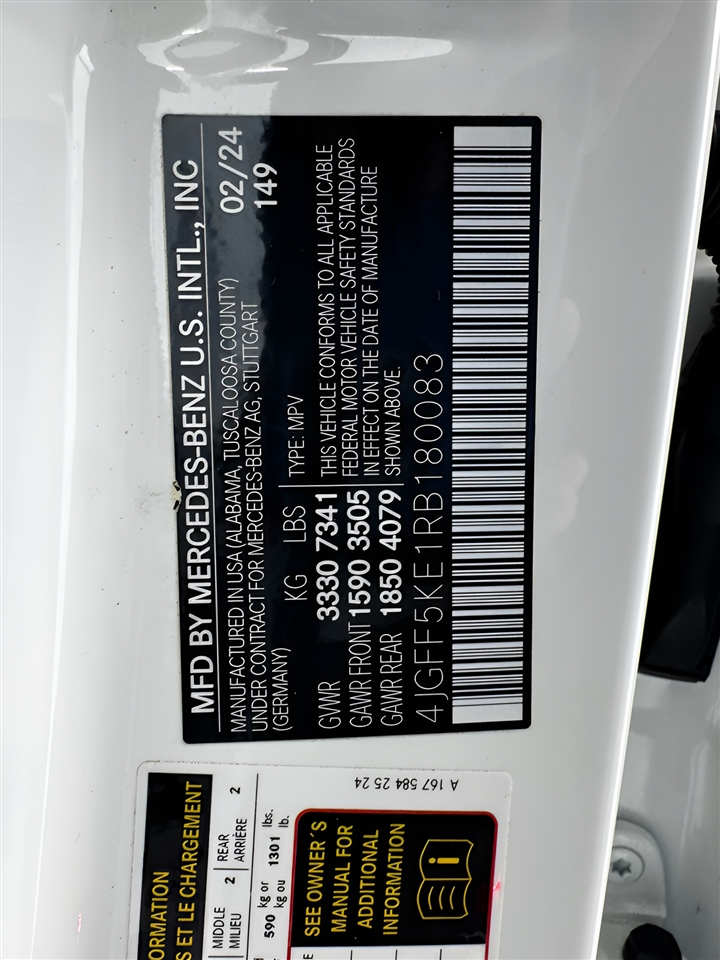 MFD BY MERCEDES-BENZ U.S. INTL., INC
MANUFACTURED IN USA (ALABAMA, TUSCALOOSA COUNTY) 02/24
UNDER CONTRACT FOR MERCEDES-BENZ AG, STUTTGART 149
(GERMANY)
KG LBS
GVWR 3330 7341
GAWR FRONT 1590 3505
GAWR REAR 1850 4079
TYPE: MPV
THIS VEHICLE CONFORMS TO ALL APPLICABLE
FEDERAL MOTOR VEHICLE SAFETY STANDARDS
IN EFFECT ON THE DATE OF MANUFACTURE
SHOWN ABOVE.
4JGFF5KE1RB180083
ORMATION
S ET LE CHARGEMENT
MIDDLE 2 REAR 2
MILIEU ARRIÈRE
590 kg or 1301 lbs.
kg ou lb.
SEE OWNER´S
MANUAL FOR
ADDITIONAL
INFORMATION
A 167 584 25 24